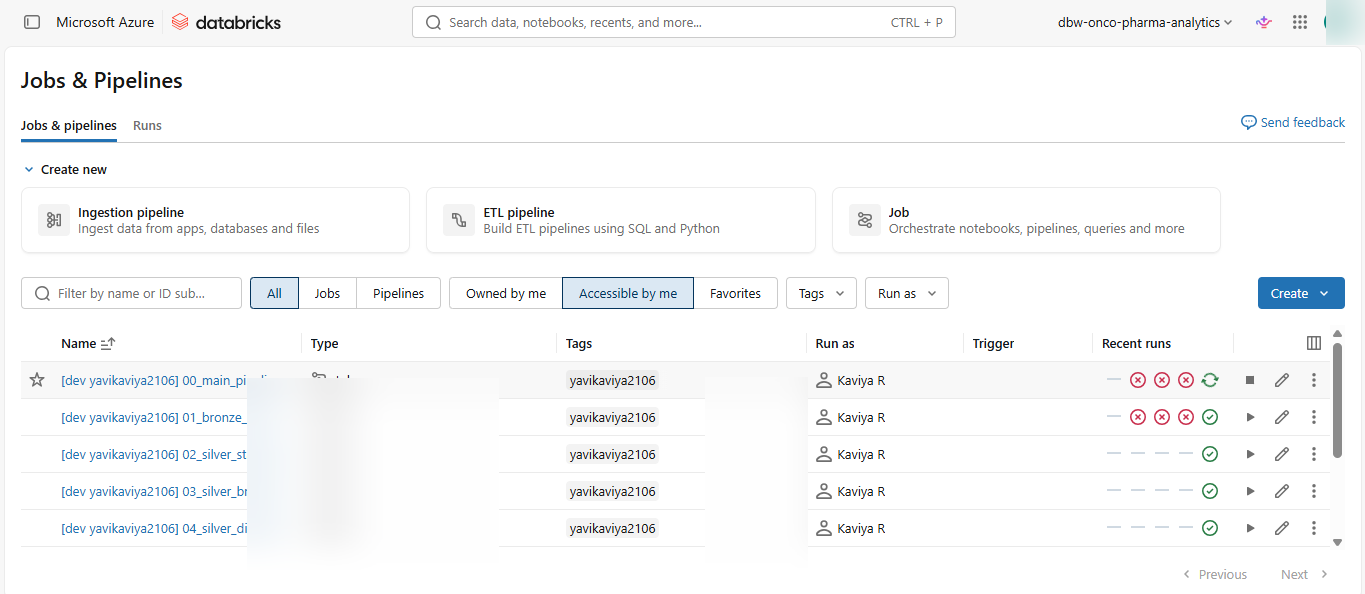 Microsoft Azure databricks Search data, notebooks, recents, and more... CTRL + P dbw-onco-pharma-analytics
Jobs & Pipelines
Jobs & pipelines Runs Send feedback
Create new
Ingestion pipeline
Ingest data from apps, databases and files
ETL pipeline
Build ETL pipelines using SQL and Python
Job
Orchestrate notebooks, pipelines, queries and more
Filter by name or ID sub... All Jobs Pipelines Owned by me Accessible by me Favorites Tags Run as Create
Name Type Tags Run as Trigger Recent runs
[dev yavikaviya2106] 00_main_pi yavikaviya2106 Kaviya R
[dev yavikaviya2106] 01_bronze_ yavikaviya2106 Kaviya R
[dev yavikaviya2106] 02_silver_st yavikaviya2106 Kaviya R
[dev yavikaviya2106] 03_silver_br yavikaviya2106 Kaviya R
[dev yavikaviya2106] 04_silver_di yavikaviya2106 Kaviya R
Previous Next